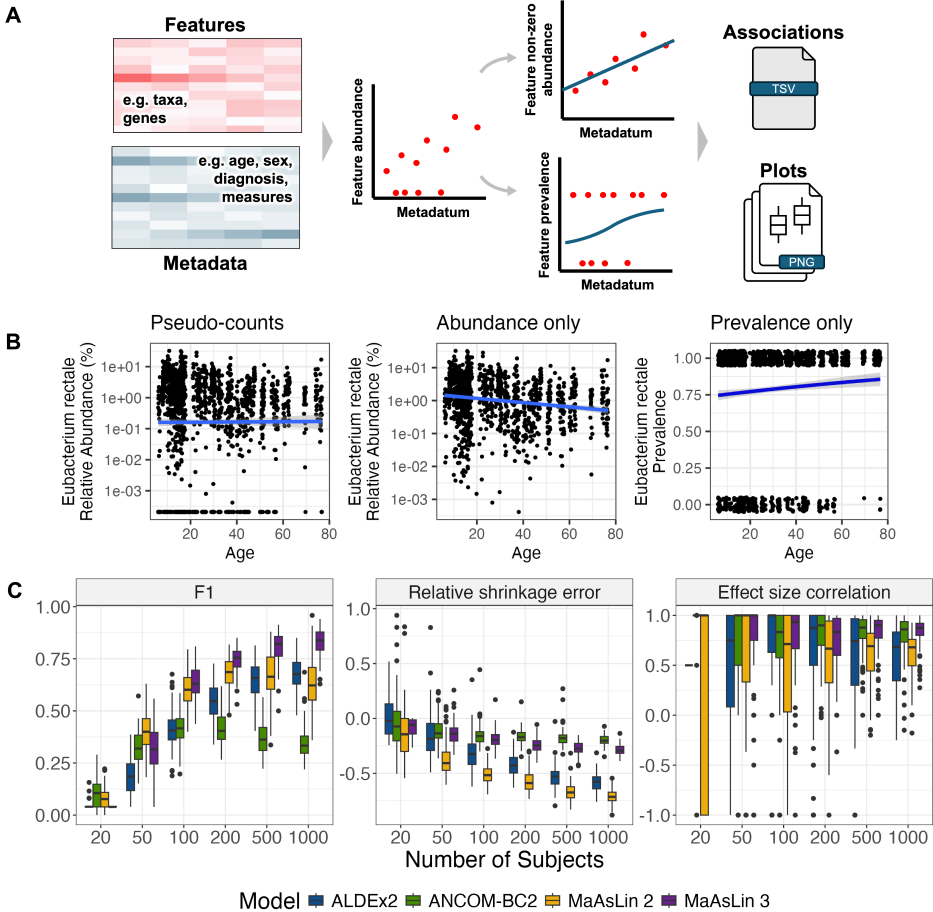 A
Features
e.g. taxa,
genes
e.g. age, sex,
diagnosis,
measures
Metadata
Feature abundance
Metadatum
Feature non-zero
abundance
Metadatum
Feature prevalence
Metadatum
Associations
TSV
Plots
PNG
B
Pseudo-counts
Eubacterium rectale
Relative Abundance (%)
1e+01
1e+00
1e-01
1e-02
1e-03
20 40 60 80
Age
Abundance only
Eubacterium rectale
Relative Abundance (%)
1e+01
1e+00
1e-01
1e-02
1e-03
20 40 60 80
Age
Prevalence only
Eubacterium rectale
Prevalence
1.00
0.75
0.50
0.25
0.00
20 40 60 80
Age
C
F1
1.00
0.75
0.50
0.25
0.00
20 50 100 200 500 1000
Relative shrinkage error
1.0
0.5
0.0
-0.5
20 50 100 200 500 1000
Effect size correlation
1.0
0.5
0.0
-0.5
-1.0
20 50 100 200 500 1000
Number of Subjects
Model ALDEx2 ANCOM-BC2 MaAsLin 2 MaAsLin 3